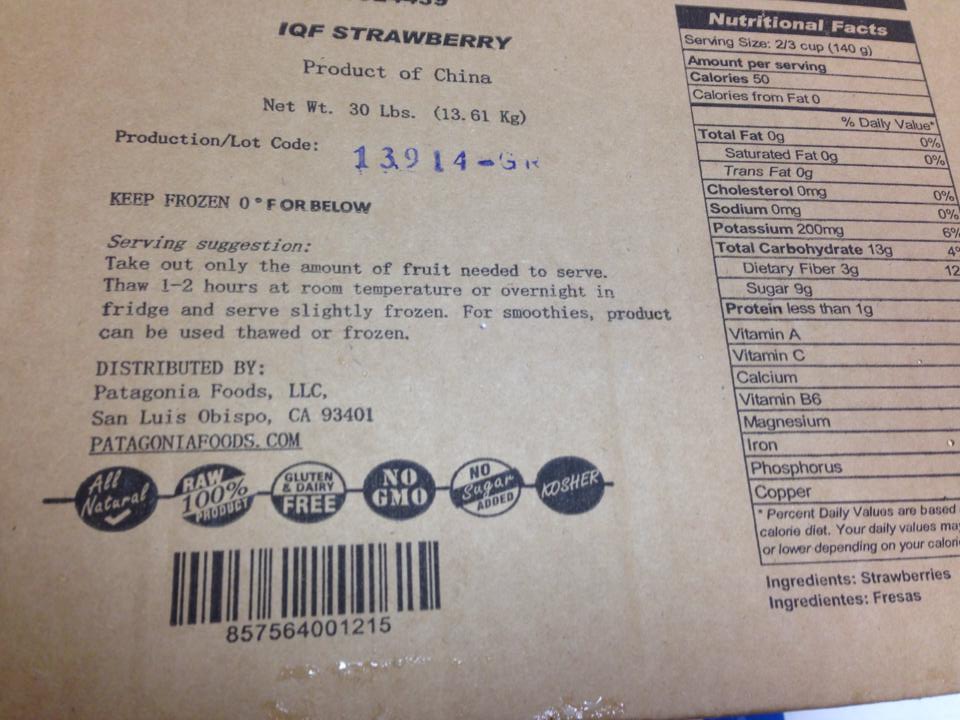 IQF STRAWBERRY
Product of China
Net Wt. 30 Lbs. (13.61 Kg)
Production/Lot Code: 13914-GR
KEEP FROZEN 0°F OR BELOW
Serving suggestion:
Take out only the amount of fruit needed to serve.
Thaw 1-2 hours at room temperature or overnight in
fridge and serve slightly frozen. For smoothies, product
can be used thawed or frozen.
DISTRIBUTED BY:
Patagonia Foods, LLC,
San Luis Obispo, CA 93401
PATAGONIAFOODS.COM
All
Natural
RAW
100%
PRODUCT
GLUTEN
& DAIRY
FREE
NO
GMO
NO
Sugar
ADDED
KOSHER
857564001215
Nutritional Facts
Serving Size: 2/3 cup (140 g)
Amount per serving
Calories 50
Calories from Fat 0
% Daily Value*
Total Fat 0g 0%
Saturated Fat 0g 0%
Trans Fat 0g
Cholesterol 0mg 0%
Sodium 0mg 0%
Potassium 200mg 6%
Total Carbohydrate 13g 4%
Dietary Fiber 3g 12
Sugar 9g
Protein less than 1g
Vitamin A
Vitamin C
Calcium
Vitamin B6
Magnesium
Iron
Phosphorus
Copper
* Percent Daily Values are based
calorie diet. Your daily values may
or lower depending on your calorie
Ingredients: Strawberries
Ingredientes: Fresas